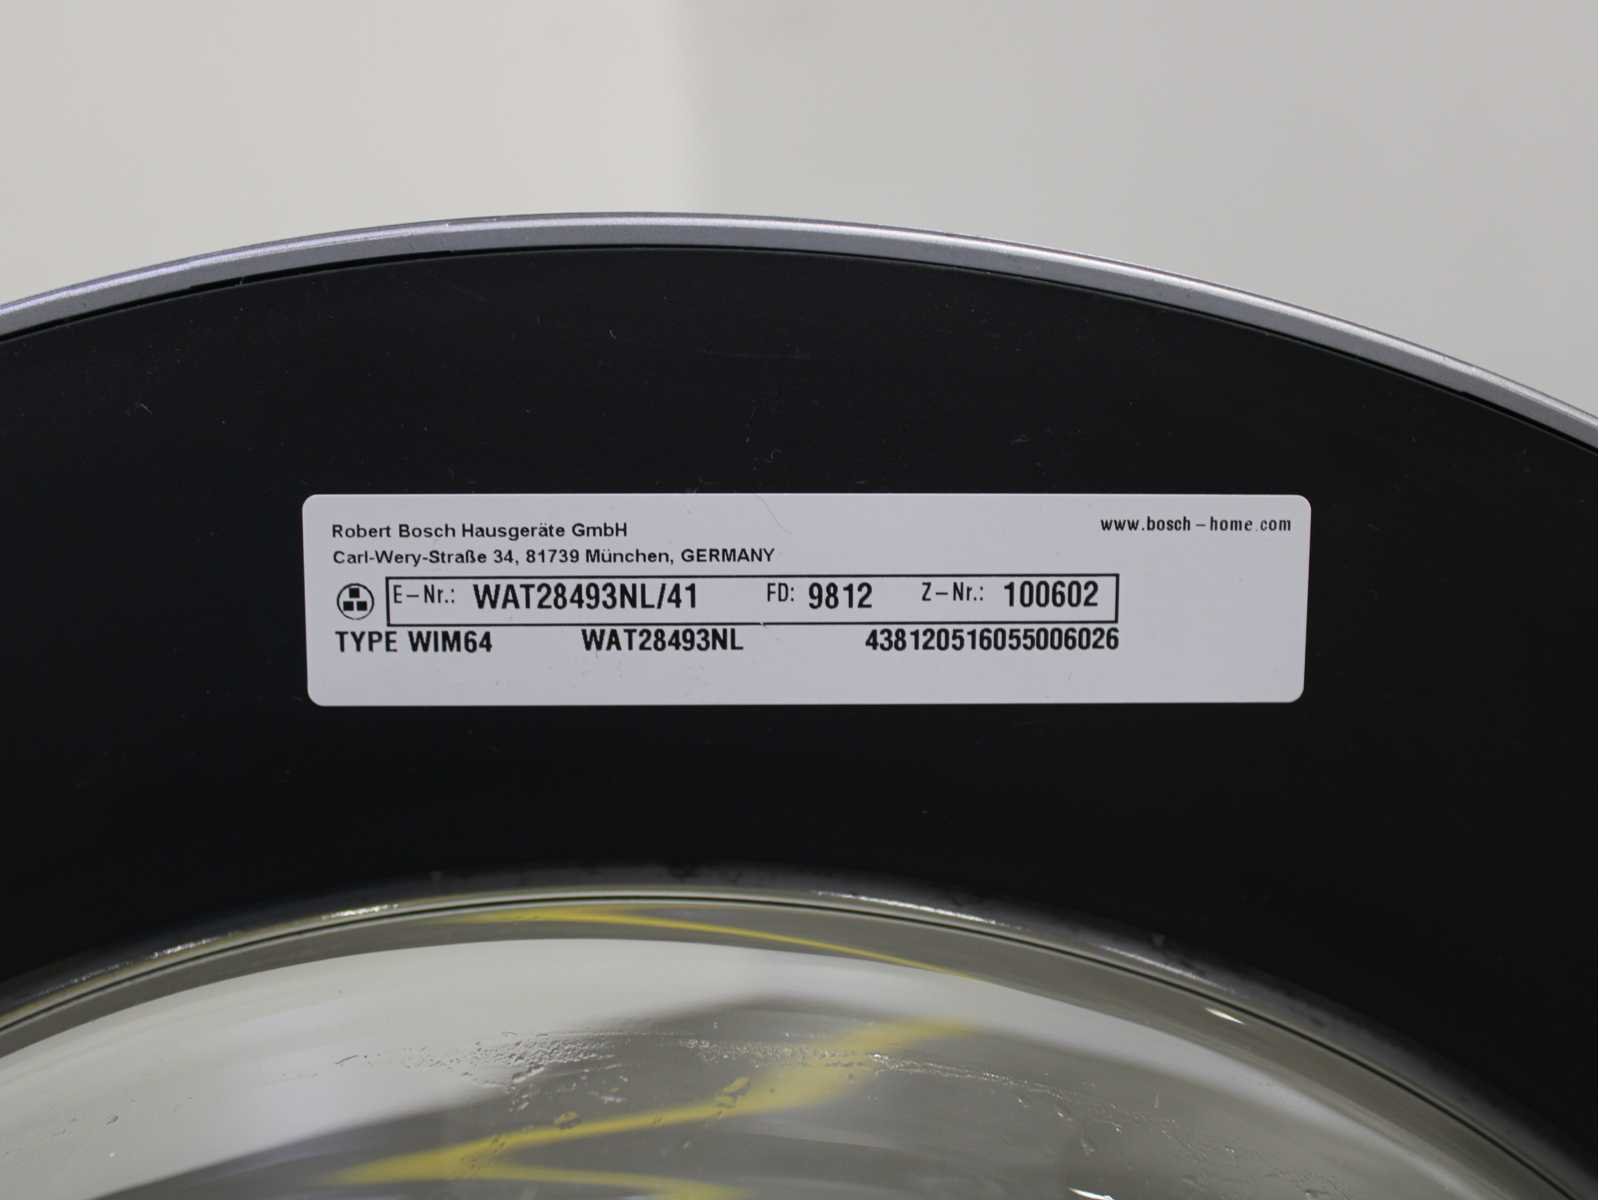 Robert Bosch Hausgeräte GmbH
www.bosch-home.com
Carl-Wery-Straße 34, 81739 München, GERMANY
E-Nr.: WAT28493NL/41 FD: 9812 Z-Nr.: 100602
TYPE WIM64 WAT28493NL 438120516055006026